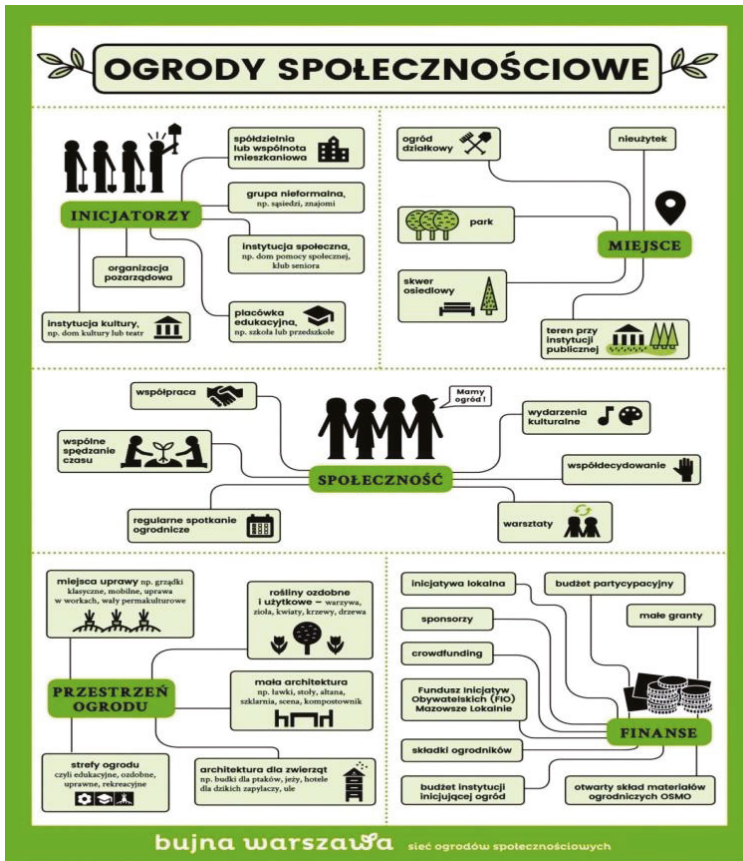 OGRODY SPOŁECZNOŚCIOWE
INICJATORZY
spółdzielnia
lub wspólnota
mieszkaniowa
grupa nieformalna,
np. sąsiedzi, znajomi
instytucja społeczna,
np. dom pomocy społecznej,
klub seniora
organizacja
pozarządowa
instytucja kultury,
np. dom kultury lub teatr
placówka
edukacyjna,
np. szkoła lub przedszkole
ogród
działkowy
nieużytek
park
MIEJSCE
skwer
osiedlowy
teren przy
instytucji
publicznej
współpraca
Mamy
ogród !
wydarzenia
kulturalne
wspólne
spędzanie
czasu
SPOŁECZNOŚĆ
współdecydowanie
regularne spotkanie
ogrodnicze
warsztaty
miejsca uprawy np. grządki
klasyczne, mobilne, uprawa
w workach, wały permakulturowe
rośliny ozdobne
i użytkowe – warzywa,
zioła, kwiaty, krzewy, drzewa
PRZESTRZEŃ
OGRODU
mała architektura
np. ławki, stoły, altana,
szklarnia, scena, kompostownik
strefy ogrodu
czyli edukacyjne, ozdobne,
uprawne, rekreacyjne
architektura dla zwierząt
np. budki dla ptaków, jeży, hotele
dla dzikich zapylaczy, ule
inicjatywa lokalna
budżet partycypacyjny
sponsorzy
małe granty
crowdfunding
Fundusz Inicjatyw
Obywatelskich (FIO)
Mazowsze Lokalnie
FINANSE
składki ogrodników
budżet instytucji
inicjującej ogród
otwarty skład materiałów
ogrodniczych OSMO
bujna warszawa sieć ogrodów społecznościowych